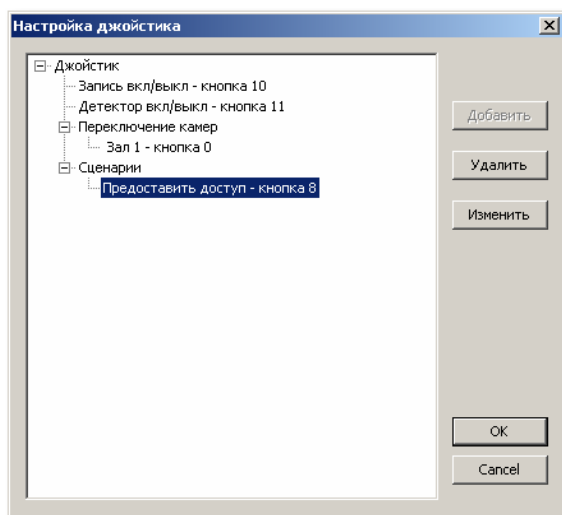 Настройка джойстика
Джойстик
Запись вкл/выкл - кнопка 10
Детектор вкл/выкл - кнопка 11
Переключение камер
Зал 1 - кнопка 0
Сценарии
Предоставить доступ - кнопка 8
Добавить
Удалить
Изменить
OK
Cancel